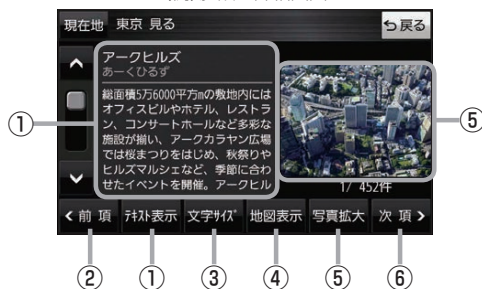 現在地 東京 見る 戻る
アークヒルズ
あーくひるず
総面積5万6000平方mの敷地内には
オフィスビルやホテル、レストラ
ン、コンサートホールなど多彩な
施設が揃い、アークカラヤン広場
では桜まつりをはじめ、秋祭りや
ヒルズマルシェなど、季節に合わ
せたイベントを開催。アークヒル
1/ 452件
① ⑤
前 項 ﾃｷｽﾄ表示 文字ｻｲｽﾞ 地図表示 写真拡大 次 項
② ① ③ ④ ⑤ ⑥